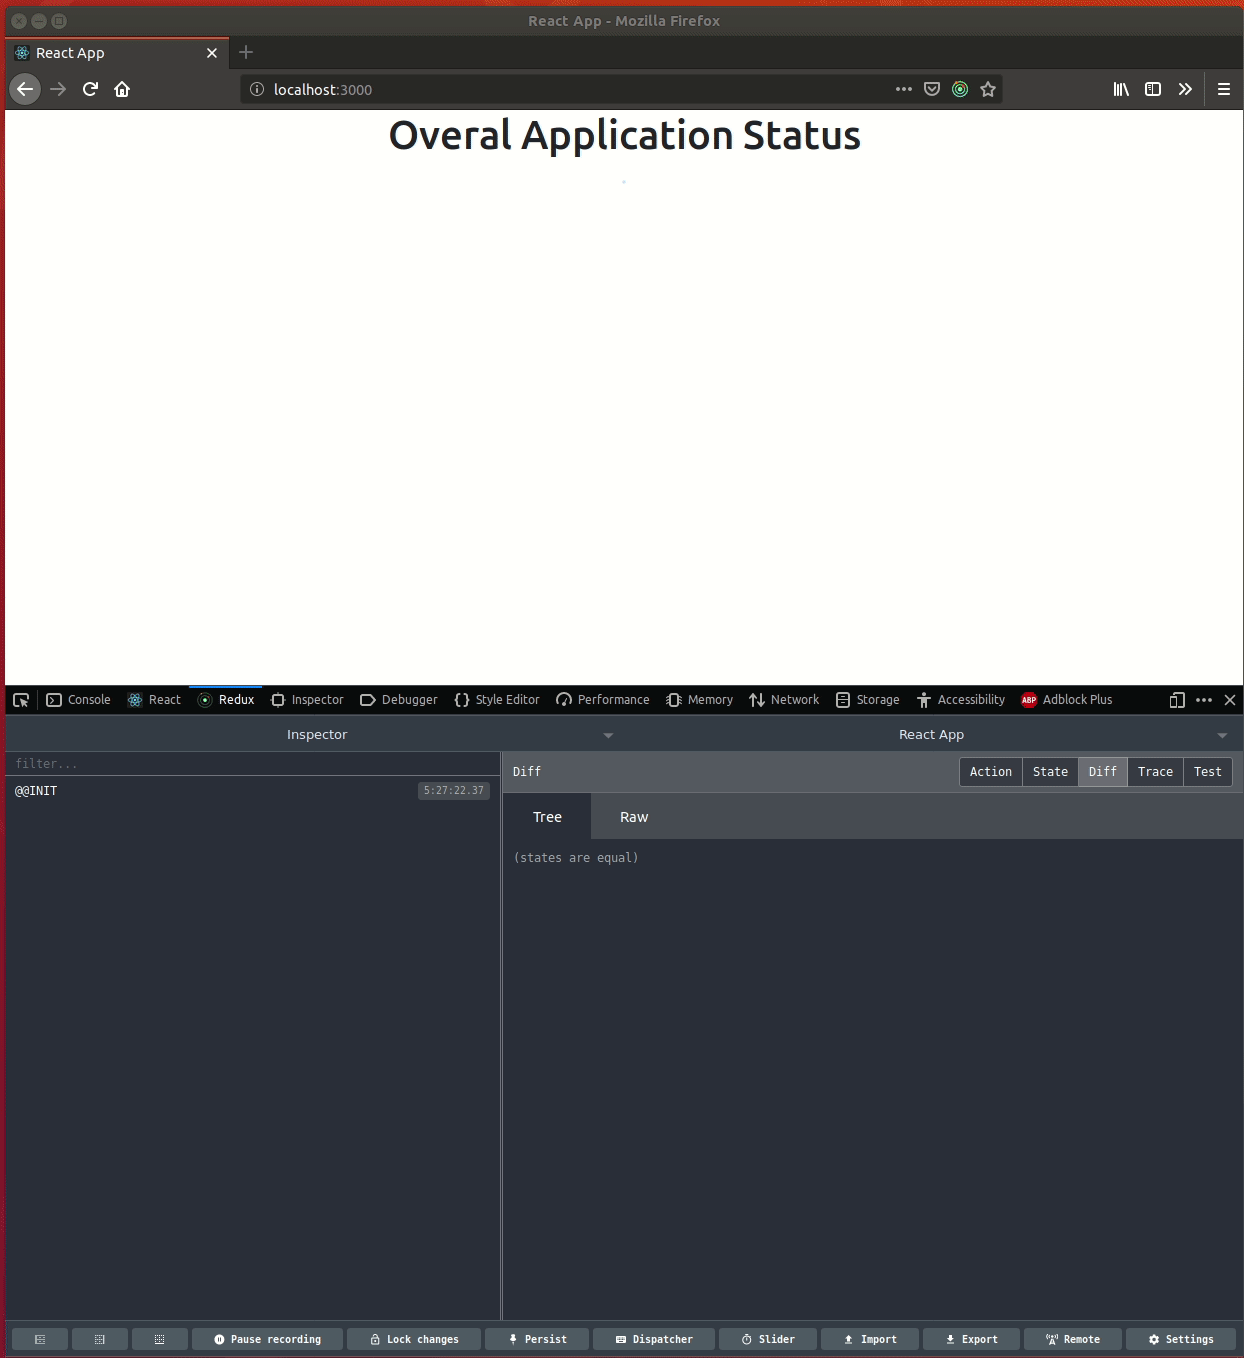 React App - Mozilla Firefox
React App
localhost:3000
Overal Application Status
Console React Redux Inspector Debugger Style Editor Performance Memory Network Storage Accessibility ABP Adblock Plus
Inspector React App
filter...
Diff Action State Diff Trace Test
@@INIT 5:27:22.37
Tree Raw
(states are equal)
Pause recording Lock changes Persist Dispatcher Slider Import Export Remote Settings